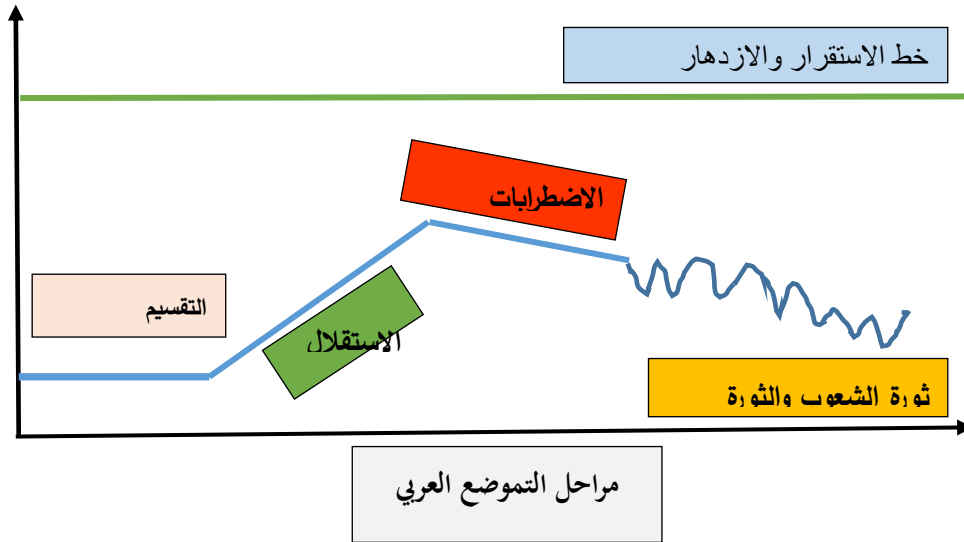 خط الاستقرار والازدهار
الاضطرابات
التقسيم
الاستقلال
ثورة الشعوب والثورة
مراحل التموضع العربي